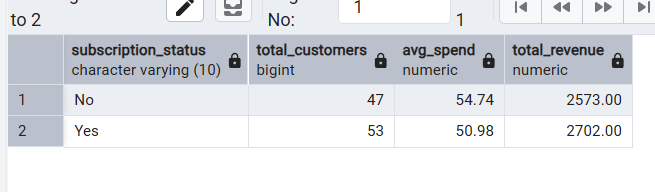 to 2
No:
1
1
subscription_status
character varying (10)
total_customers
bigint
avg_spend
numeric
total_revenue
numeric
1 No 47 54.74 2573.00
2 Yes 53 50.98 2702.00